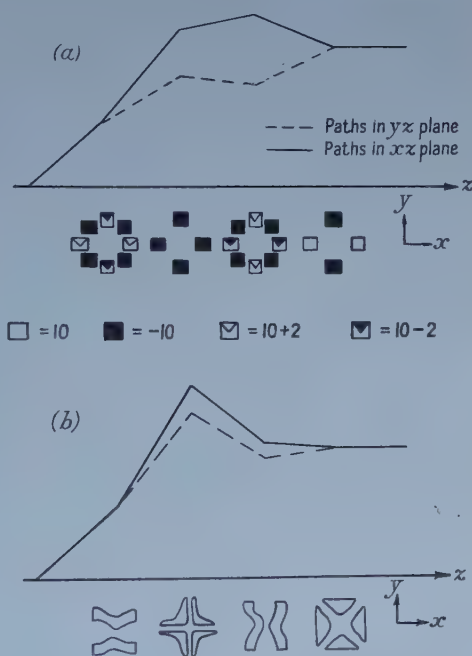 (a)
Paths in yz plane
Paths in xz plane
z
y
x
= 10
= -10
= 10+2
= 10-2
(b)
z
y
x